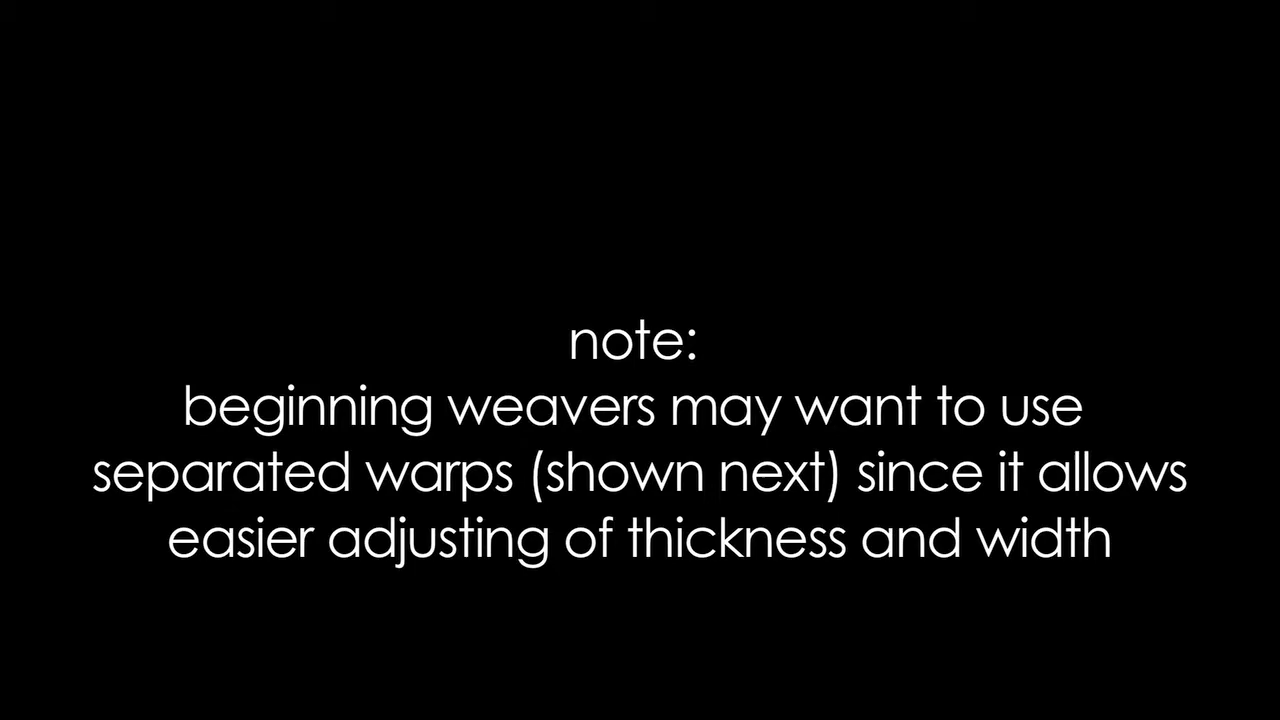 note:
beginning weavers may want to use
separated warps (shown next) since it allows
easier adjusting of thickness and width